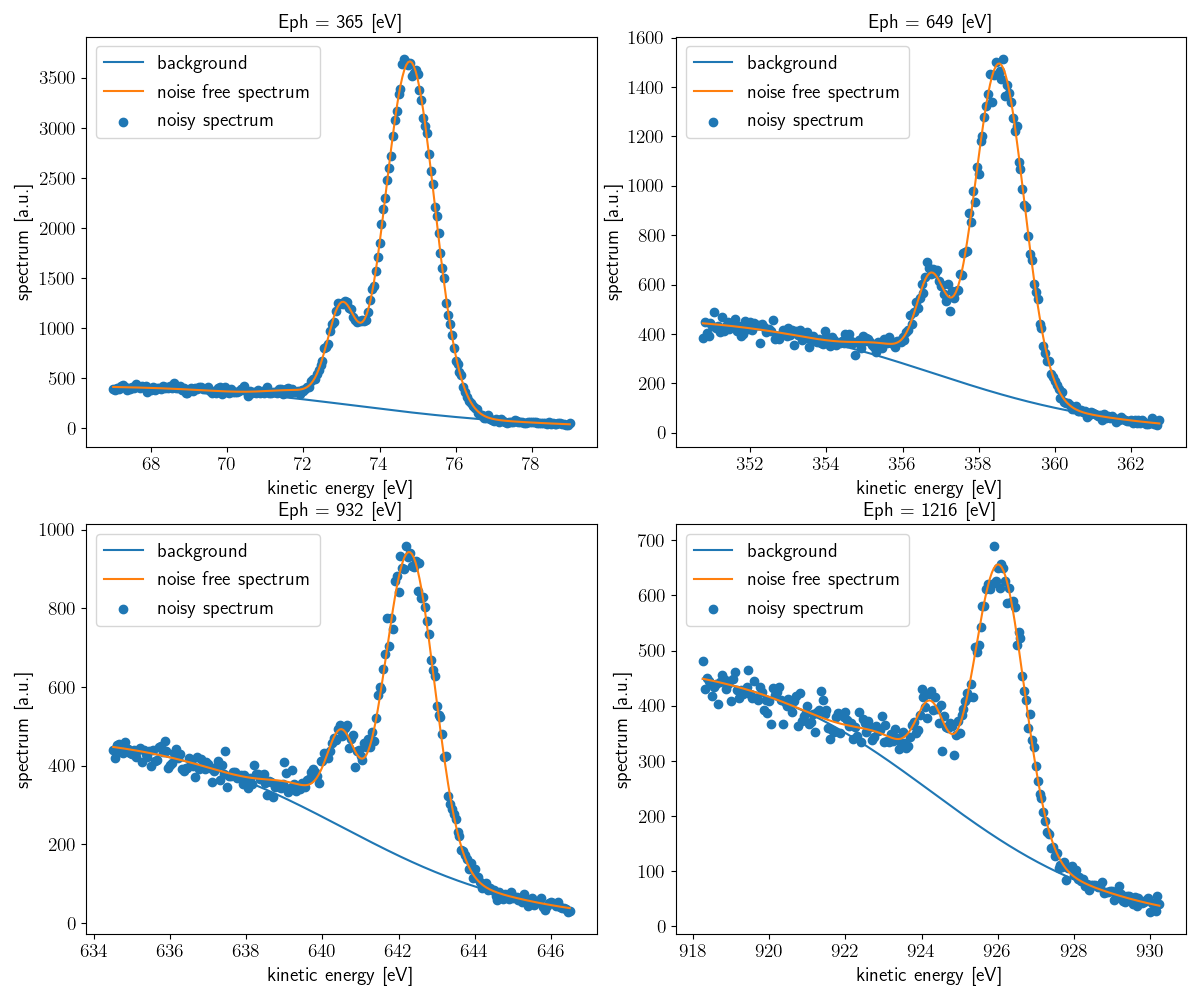 Eph = 365 [eV]
background
noise free spectrum
noisy spectrum
spectrum [a.u.]
3500
3000
2500
2000
1500
1000
500
0
68 70 72 74 76 78
kinetic energy [eV]
Eph = 649 [eV]
background
noise free spectrum
noisy spectrum
spectrum [a.u.]
1600
1400
1200
1000
800
600
400
200
0
352 354 356 358 360 362
kinetic energy [eV]
Eph = 932 [eV]
background
noise free spectrum
noisy spectrum
spectrum [a.u.]
1000
800
600
400
200
0
634 636 638 640 642 644 646
kinetic energy [eV]
Eph = 1216 [eV]
background
noise free spectrum
noisy spectrum
spectrum [a.u.]
700
600
500
400
300
200
100
0
918 920 922 924 926 928 930
kinetic energy [eV]